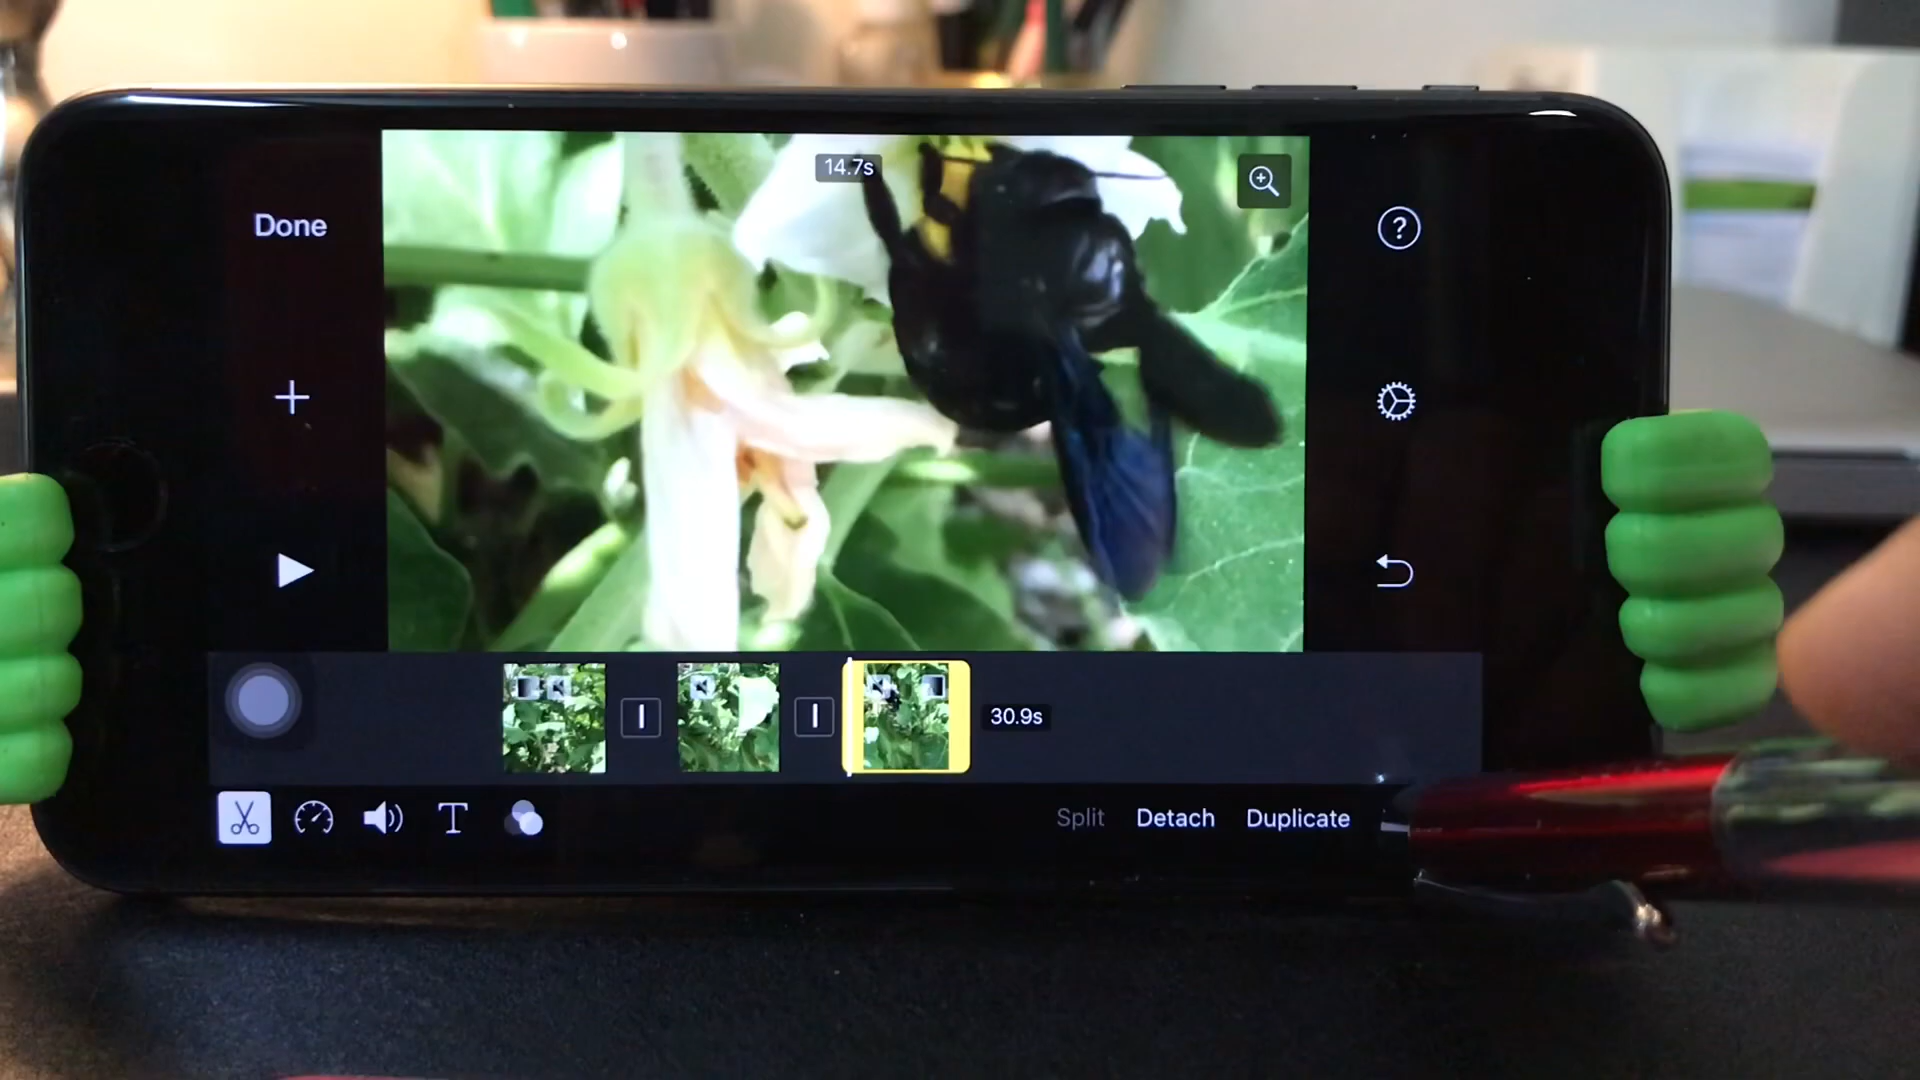 14.7s
Done
?
30.9s
T
Split Detach Duplicate